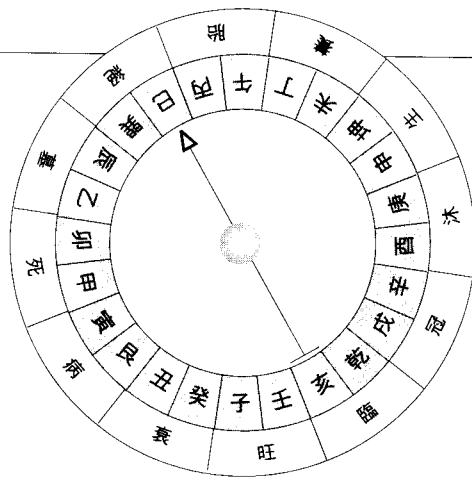 胎
養
生
沐
冠
臨
旺
衰
病
死
墓
絕
午
丁
未
坤
申
庚
酉
辛
戌
乾
亥
壬
子
癸
丑
艮
寅
甲
卯
乙
辰
巽
巳
丙